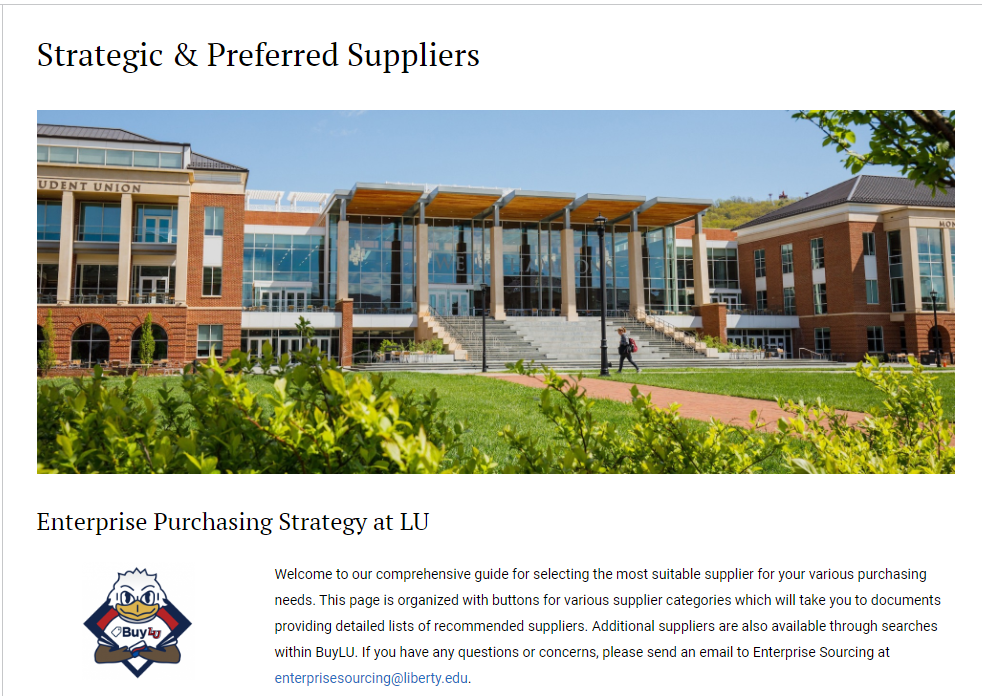 Strategic & Preferred Suppliers
UDENT UNION
MON
Enterprise Purchasing Strategy at LU
Welcome to our comprehensive guide for selecting the most suitable supplier for your various purchasing
needs. This page is organized with buttons for various supplier categories which will take you to documents
providing detailed lists of recommended suppliers. Additional suppliers are also available through searches
within BuyLU. If you have any questions or concerns, please send an email to Enterprise Sourcing at
enterprisesourcing@liberty.edu.
BuyLU